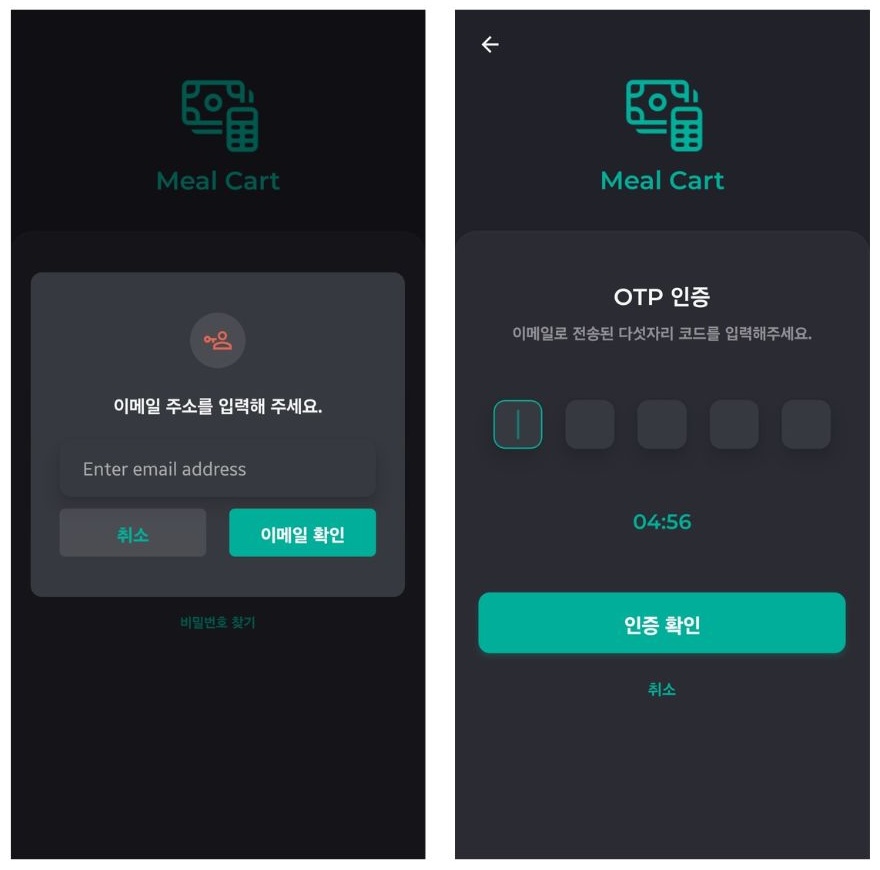 Meal Cart
이메일 주소를 입력해 주세요.
Enter email address
취소
이메일 확인
비밀번호 찾기
Meal Cart
OTP 인증
이메일로 전송된 다섯자리 코드를 입력해주세요.
04:56
인증 확인
취소